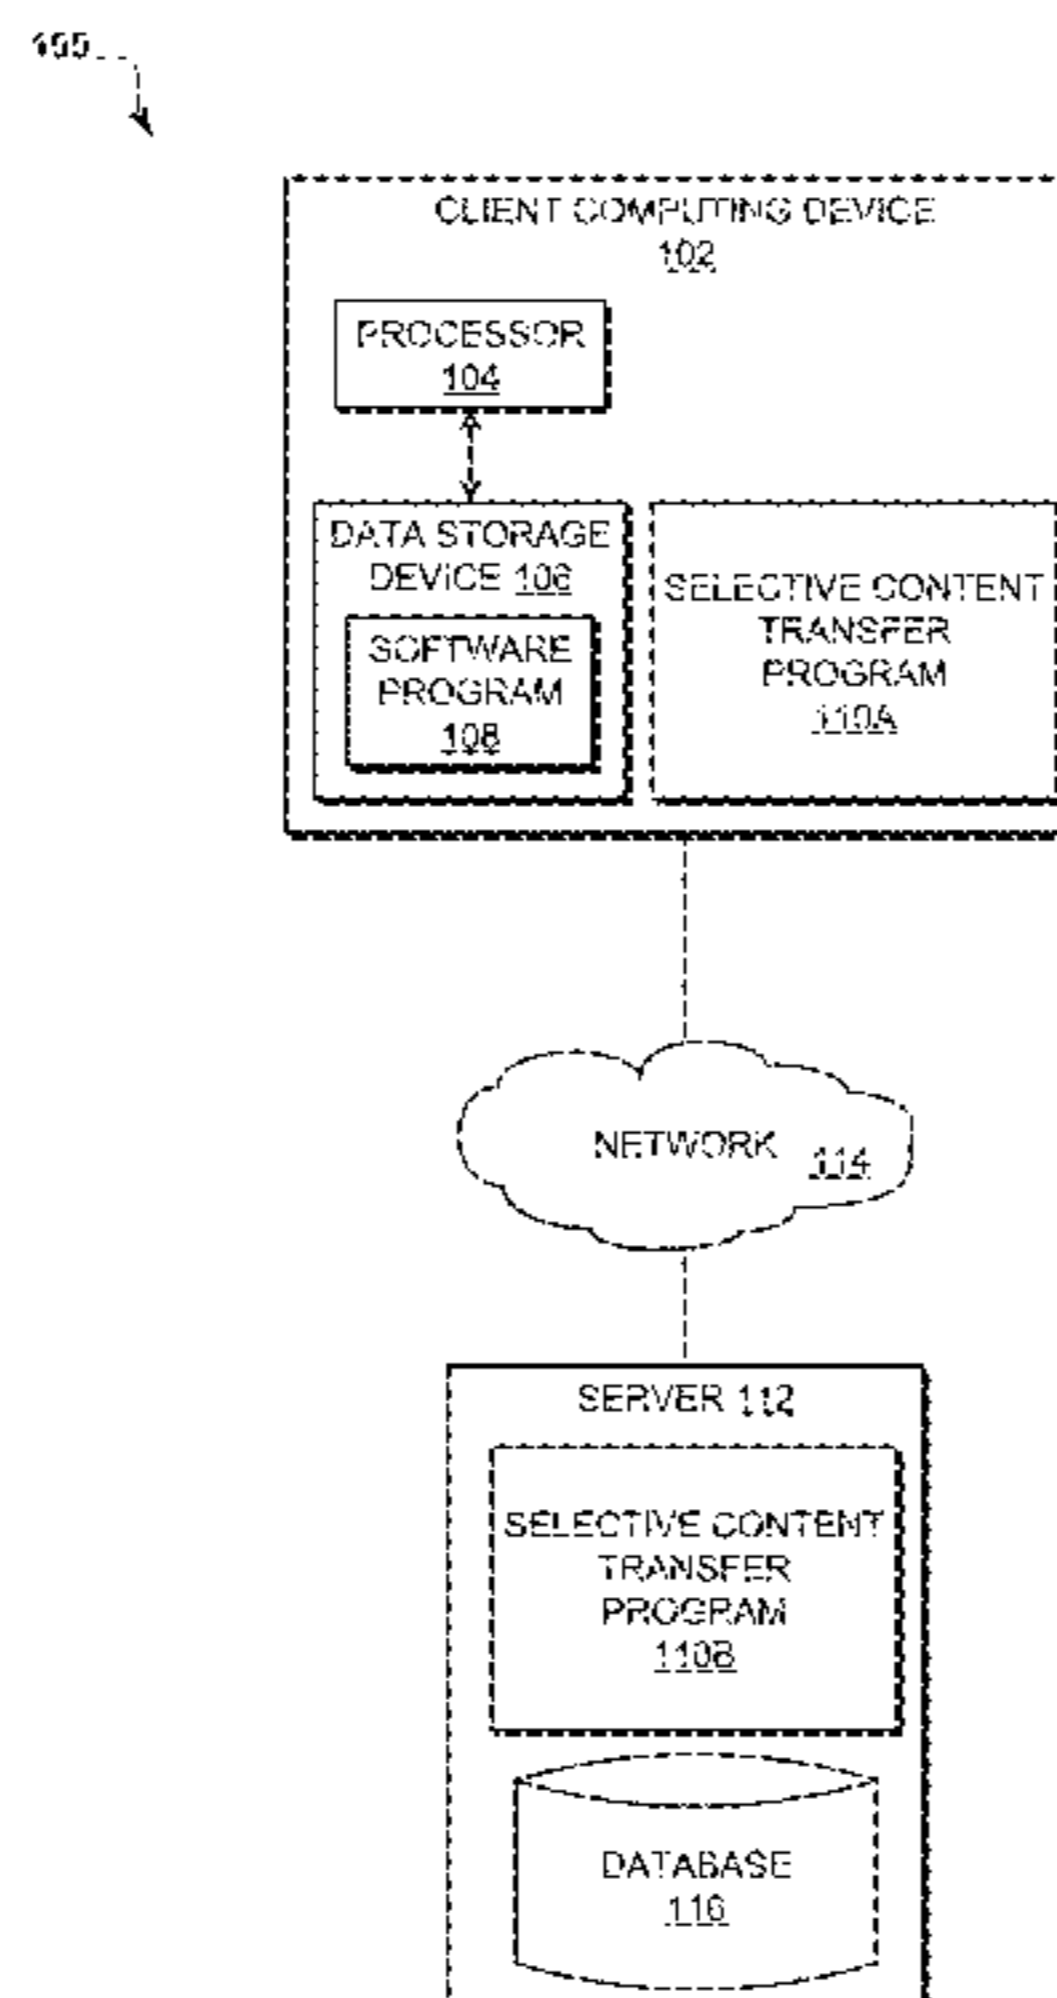 100
CLIENT COMPUTING DEVICE
102
PROCESSOR
104
DATA STORAGE
DEVICE 106
SOFTWARE
PROGRAM
108
SELECTIVE CONTENT
TRANSFER
PROGRAM
110A
NETWORK 114
SERVER 112
SELECTIVE CONTENT
TRANSFER
PROGRAM
110B
DATABASE
116